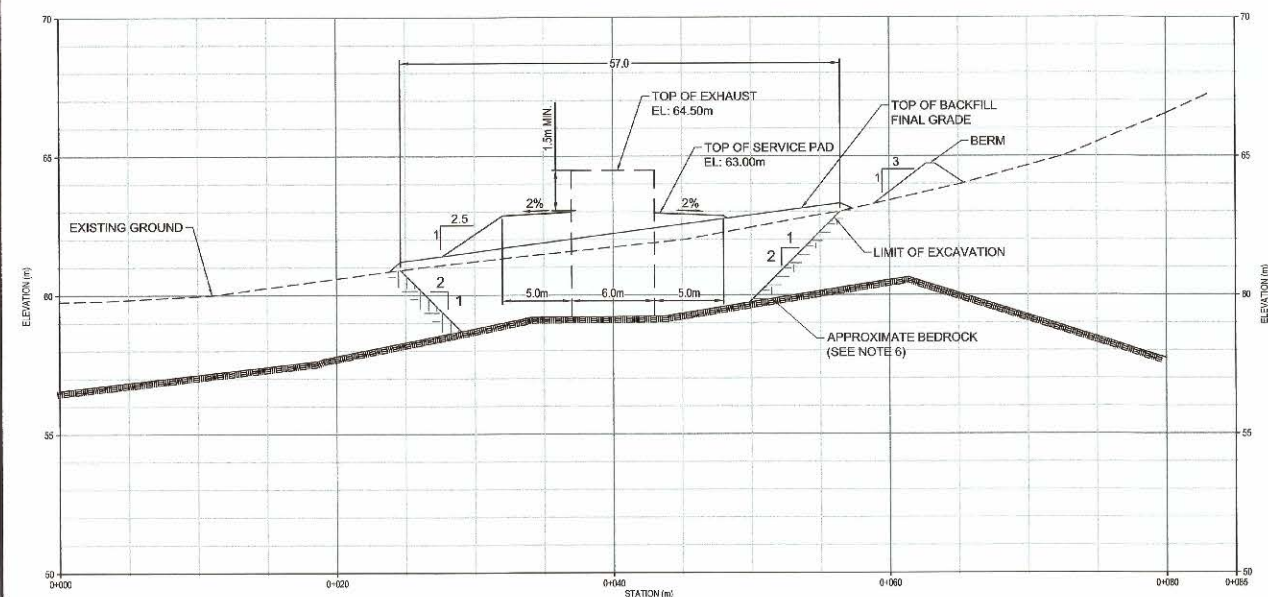 70
70
57.0
TOP OF EXHAUST
EL: 64.50m
TOP OF BACKFILL
FINAL GRADE
1.5m MIN.
BERM
TOP OF SERVICE PAD
EL: 63.00m
65
65
3
1
2%
2%
2.5
1
EXISTING GROUND
1
2
LIMIT OF EXCAVATION
2
1
60
5.0m
6.0m
5.0m
60
APPROXIMATE BEDROCK
(SEE NOTE 6)
ELEVATION (m)
ELEVATION (m)
55
55
50
50
0+000
0+020
0+040
0+060
0+080
0+085
STATION (m)